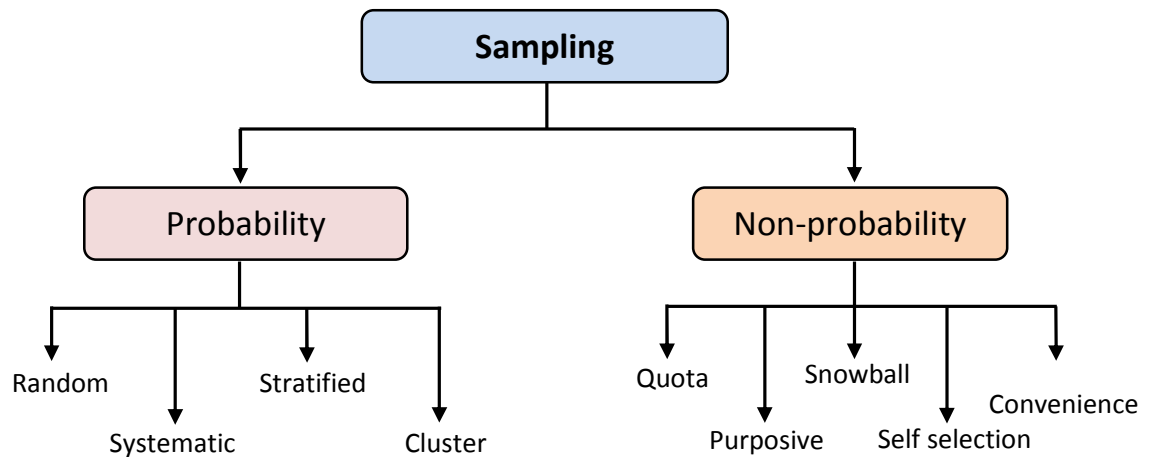 Sampling
Probability
Non-probability
Random
Systematic
Stratified
Cluster
Quota
Purposive
Snowball
Self selection
Convenience